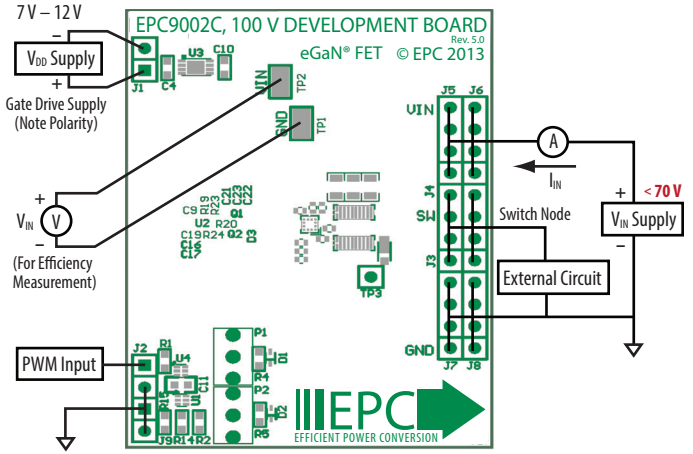 7 V – 12 V
–
VDD Supply
+
Gate Drive Supply
(Note Polarity)
EPC9002C, 100 V DEVELOPMENT BOARD
Rev. 5.0
eGaN® FET © EPC 2013
J1
C4
U3
C10
VIN
TP2
GND
TP1
J5 J6
VIN
A
IIN
+
< 70 V
VIN Supply
–
J4
SW
Switch Node
J3
External Circuit
+
VIN
V
–
(For Efficiency
Measurement)
C9
R19
R23
C21
C23
C22
Q1
U2
R20
C19
R24
Q2
D3
C16
C17
TP3
GND
J7 J8
PWM Input
J2
R1
U4
C11
R15
U1
J9
R14
R2
P1
D1
R4
P2
D2
R5
EPC
EFFICIENT POWER CONVERSION